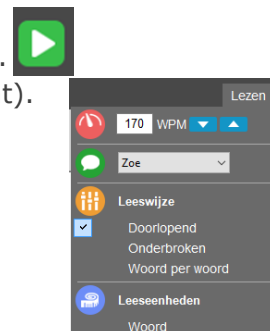 .
t).
Lezen
170 WPM
Zoe
Leeswijze
Doorlopend
Onderbroken
Woord per woord
Leeseenheden
Woord